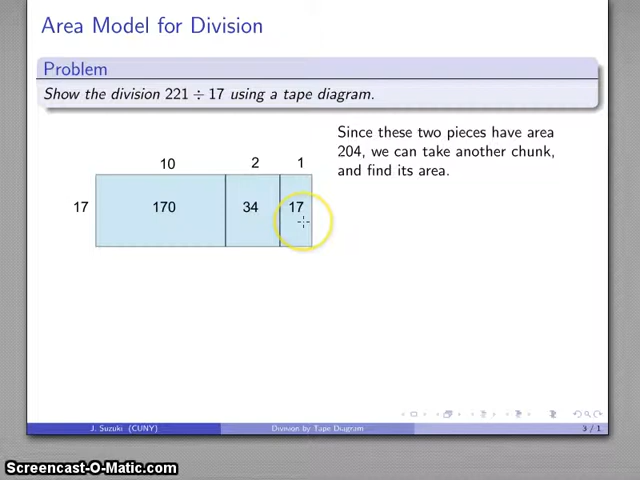 Area Model for Division
Problem
Show the division 221 ÷ 17 using a tape diagram.
Since these two pieces have area
204, we can take another chunk,
and find its area.
10 2 1
17 170 34 17
J. Suzuki (CUNY) Division by Tape Diagram 3 / 1
Screencast-O-Matic.com